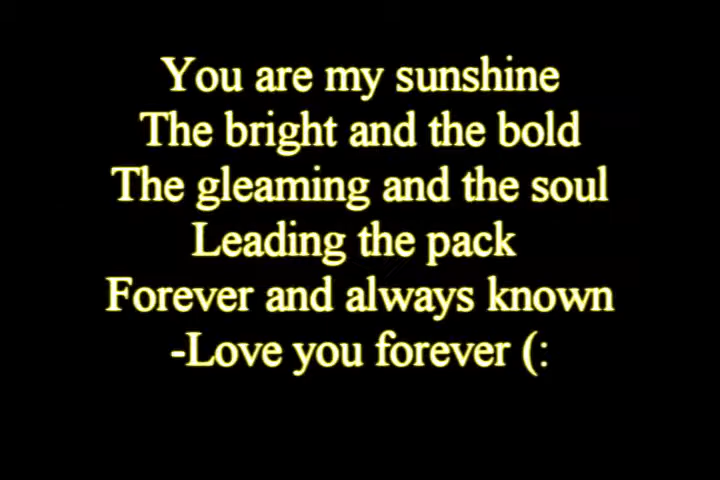 You are my sunshine
The bright and the bold
The gleaming and the soul
Leading the pack
Forever and always known
-Love you forever (: